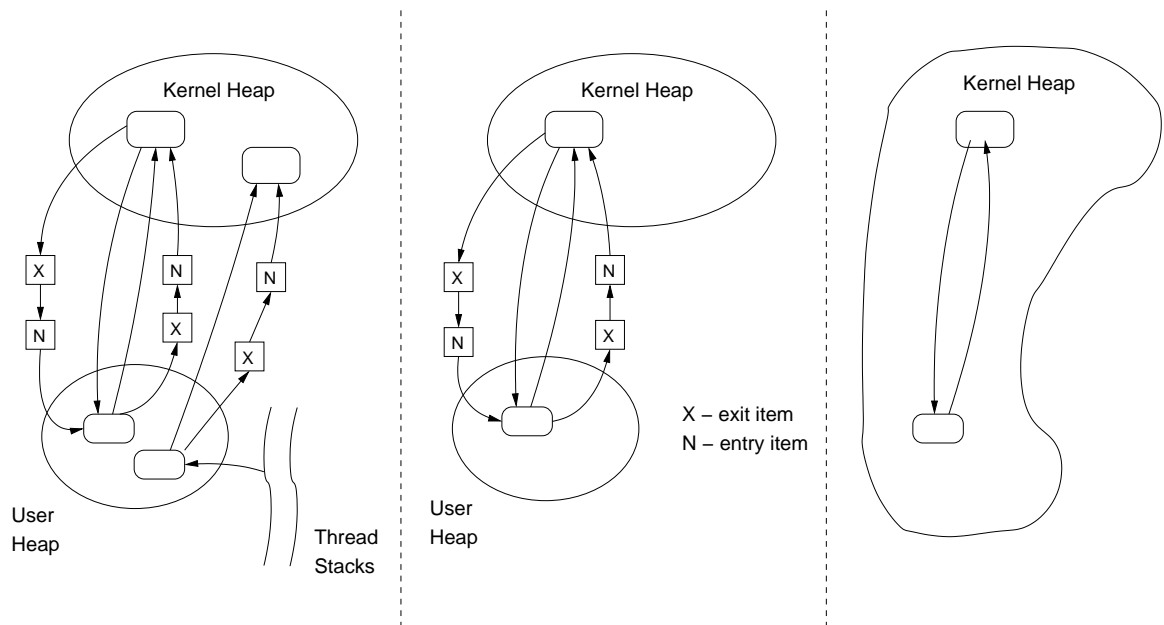 Kernel Heap
X
N
N
X
N
X
User
Heap
Thread
Stacks
Kernel Heap
X
N
N
X
User
Heap
X – exit item
N – entry item
Kernel Heap